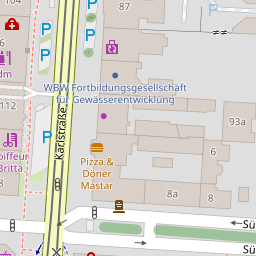 87
P
P
P
dm
WBW Fortbildungsgesellschaft
für Gewässerentwicklung
112
104
Karlstraße
93a
P
oiffeur
Britta
Pizza &
Döner
Mastar
6
8a
8
Sü
Sü